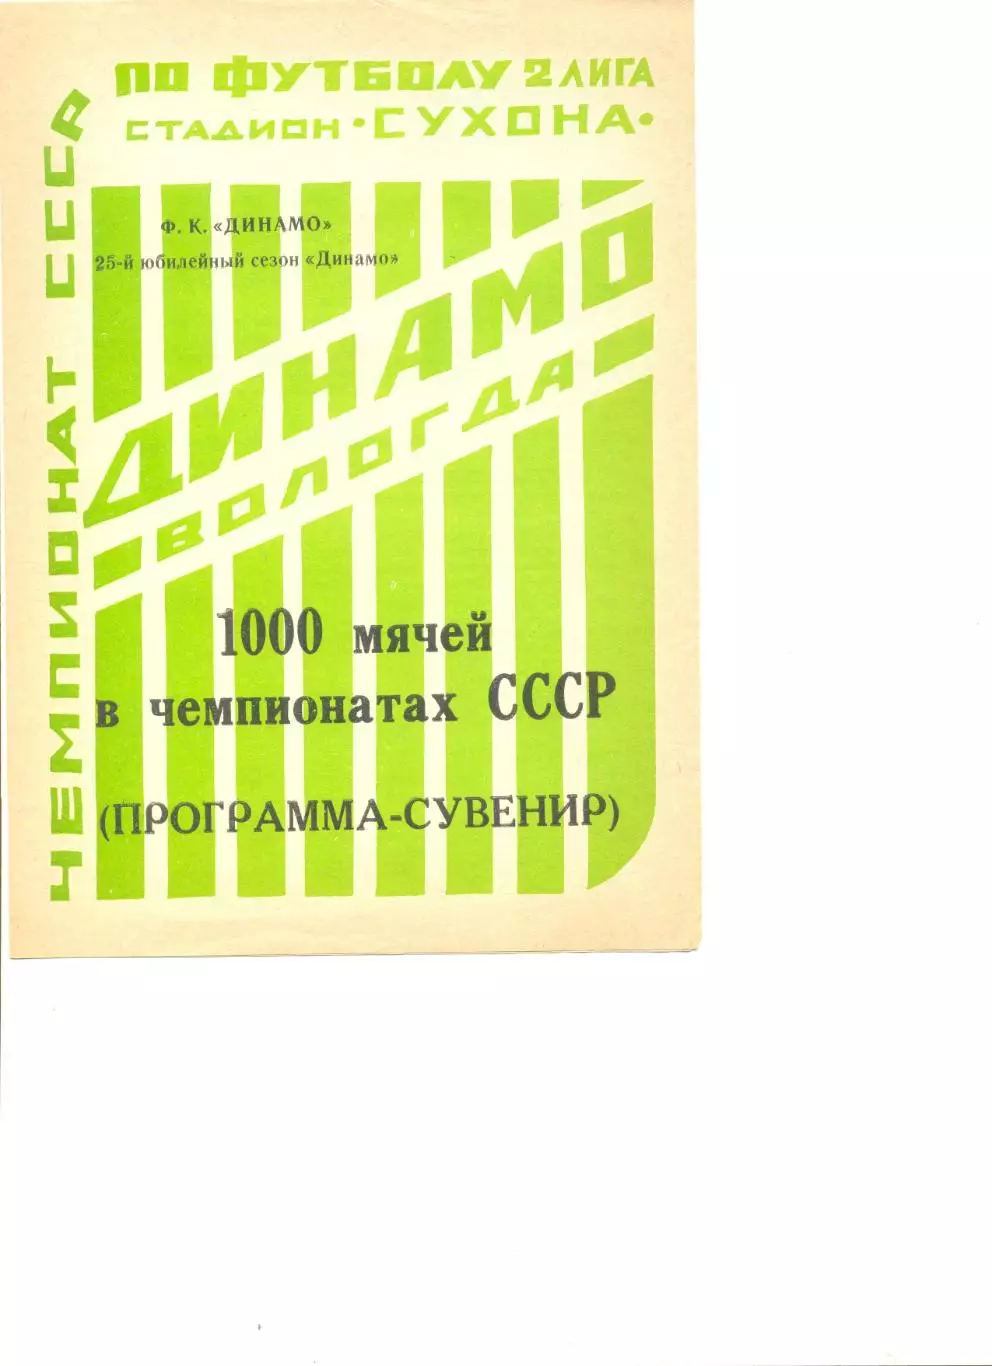 ЧЕМПИОНАТ СССР
ПО ФУТБОЛУ 2 ЛИГА
СТАДИОН •СУХОНА•
Ф. К. «ДИНАМО»
25-й юбилейный сезон «Динамо»
ДИНАМО
ВОЛОГДА
1000 мячей
в чемпионатах СССР
(ПРОГРАММА-СУВЕНИР)